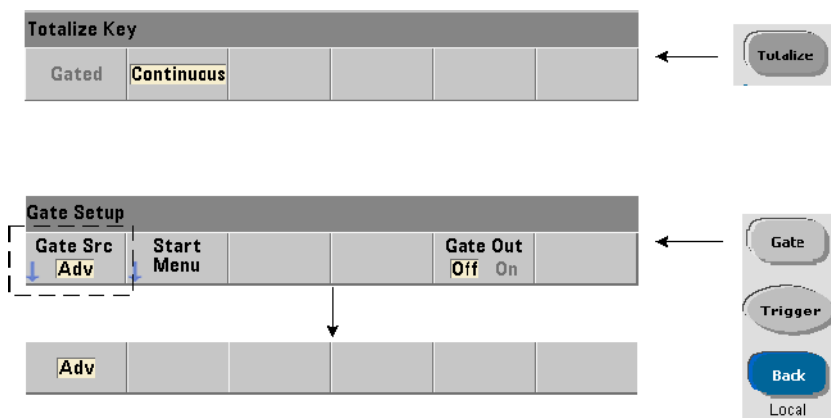 Totalize Key
Gated Continuous
Totalize
Gate Setup
Gate Src Start Gate Out
Adv Menu Off On
Gate
Trigger
Adv
Back
Local